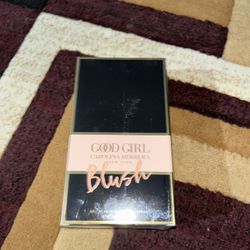 GOOD GIRL
CAROLINA HERRERA
NEW YORK
Blush